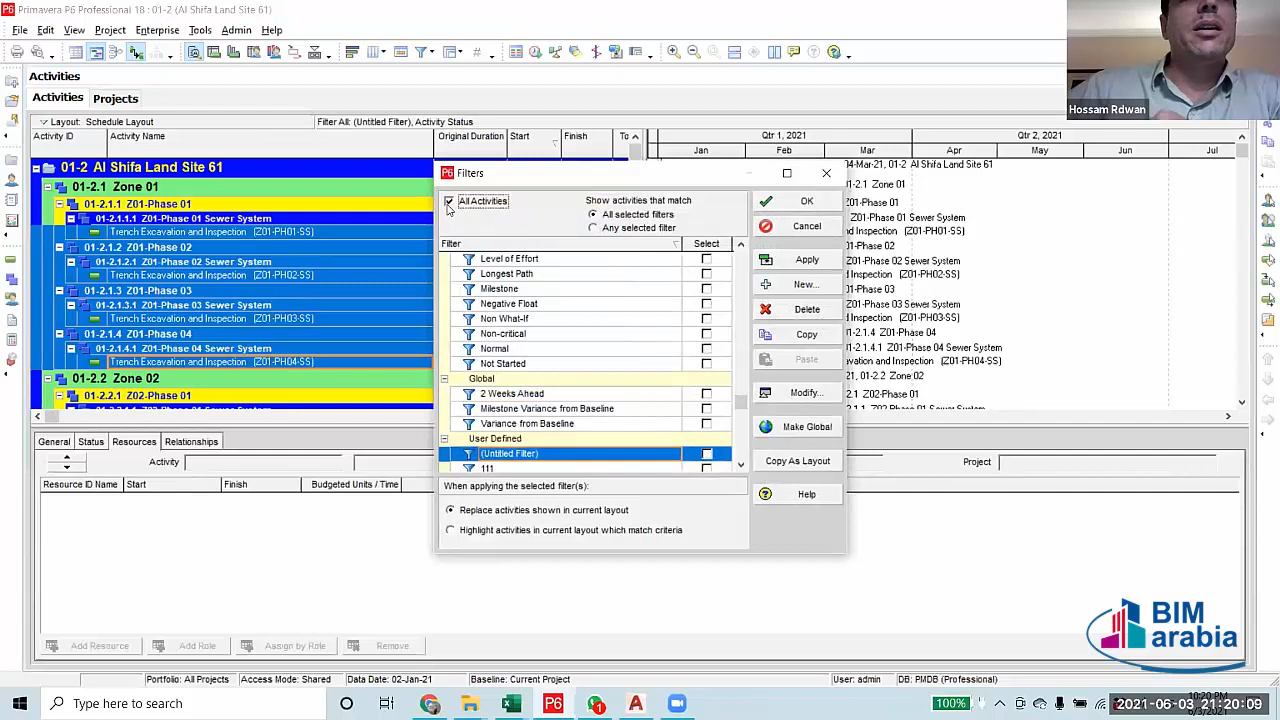 Primavera P6 Professional 18 : 01-2 (Al Shifa Land Site 61)
File Edit View Project Enterprise Tools Admin Help
Activities
Activities Projects
Layout: Schedule Layout Filter All: (Untitled Filter), Activity Status
Activity ID Activity Name Original Duration Start Finish
Qtr 1, 2021 Qtr 2, 2021
Jan Feb Mar Apr May Jun Jul
01-2 Al Shifa Land Site 61
04-Mar-21, 01-2 Al Shifa Land Site 61
01-2.1 Zone 01
01-2.1.1 Z01-Phase 01
01-2.1.1.1 Z01-Phase 01 Sewer System
Trench Excavation and Inspection (Z01-PH01-SS)
01-2.1.2 Z01-Phase 02
01-2.1.2.1 Z01-Phase 02 Sewer System
Trench Excavation and Inspection (Z01-PH02-SS)
01-2.1.3 Z01-Phase 03
01-2.1.3.1 Z01-Phase 03 Sewer System
Trench Excavation and Inspection (Z01-PH03-SS)
01-2.1.4 Z01-Phase 04
01-2.1.4.1 Z01-Phase 04 Sewer System
Trench Excavation and Inspection (Z01-PH04-SS)
01-2.2 Zone 02
01-2.2.1 Z02-Phase 01
Filters
All Activities
Show activities that match
All selected filters
Any selected filter
Filter Select
Level of Effort
Longest Path
Milestone
Negative Float
Non What-If
Non-critical
Normal
Not Started
Global
2 Weeks Ahead
Milestone Variance from Baseline
Variance from Baseline
User Defined
(Untitled Filter)
111
When applying the selected filter(s):
Replace activities shown in current layout
Highlight activities in current layout which match criteria
OK
Cancel
Apply
New...
Delete
Copy
Paste
Modify...
Make Global
Copy As Layout
Help
General Status Resources Relationships
Activity Project
Resource ID Name Start Finish Budgeted Units / Time
Add Resource Add Role Assign by Role Remove
Portfolio: All Projects Access Mode: Shared Data Date: 02-Jan-21 Baseline: Current Project User: admin DB: PMDB (Professional)
Type here to search
100%
2021-06-03 21:20:09
Hossam Rdwan
BIM
arabia